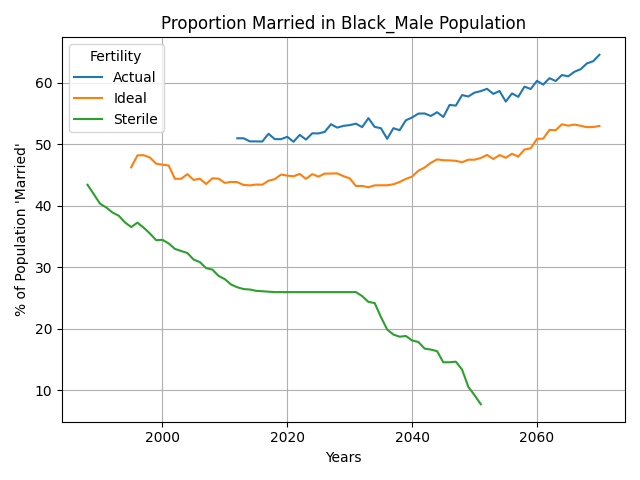 Proportion Married in Black_Male Population
Fertility
Actual
Ideal
Sterile
% of Population 'Married'
60
50
40
30
20
10
2000
2020
2040
2060
Years